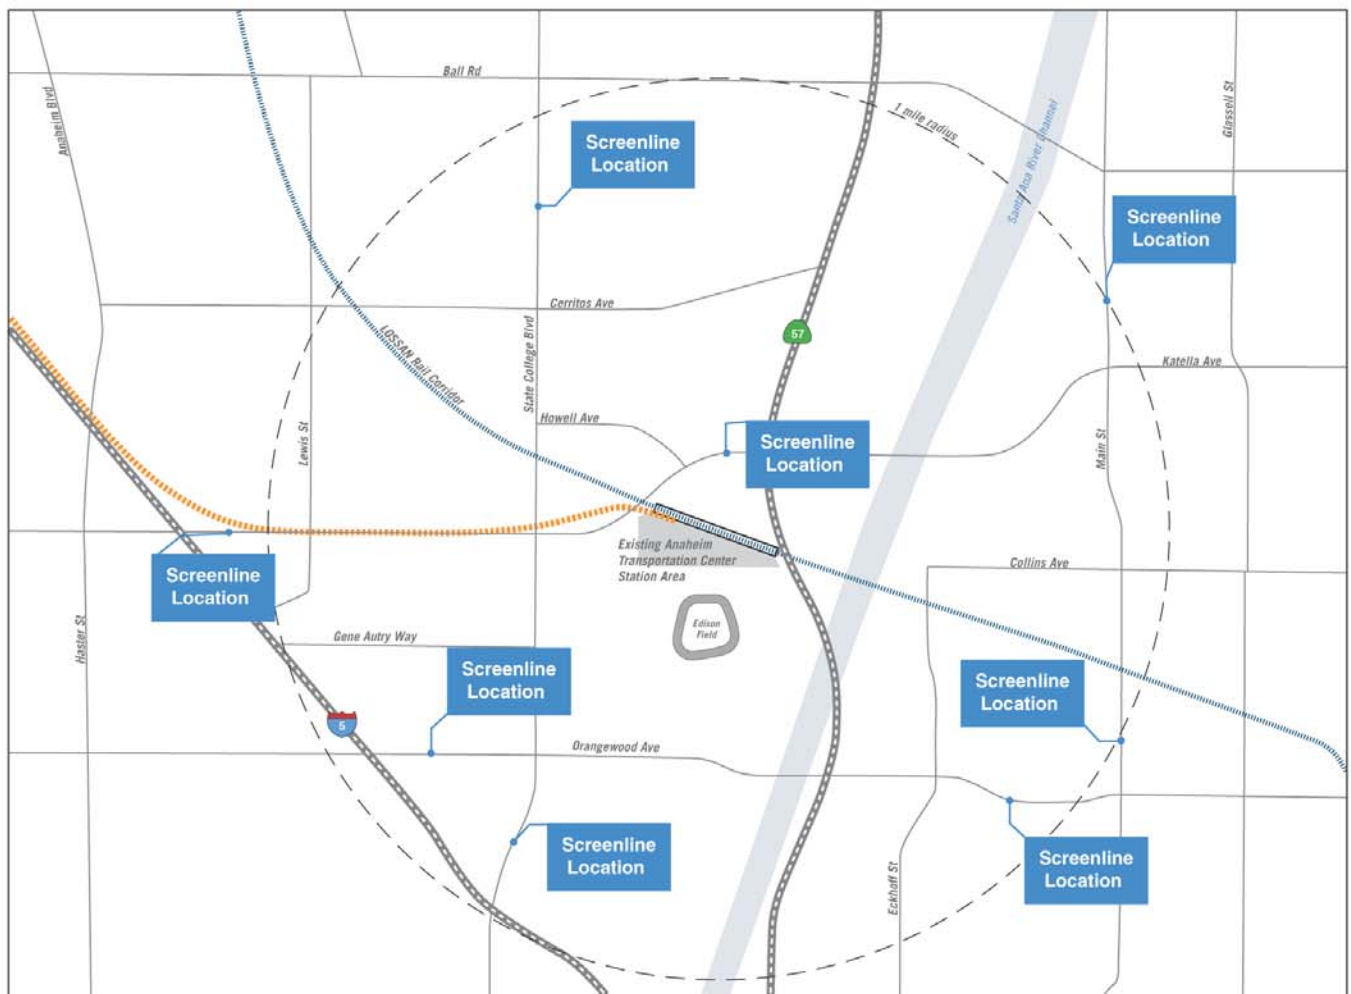 Ball Rd
Anaheim Blvd
Glassell St
1 mile radius
Santa Ana River Channel
Screenline
Location
Screenline
Location
Cerritos Ave
57
LOSSAN Rail Corridor
State College Blvd
Katella Ave
Howell Ave
Lewis St
Main St
Screenline
Location
Existing Anaheim
Transportation Center
Station Area
Collins Ave
Screenline
Location
Haster St
Gene Autry Way
Edison
Field
Screenline
Location
Screenline
Location
5
Orangewood Ave
Screenline
Location
Screenline
Location
Eckhoff St